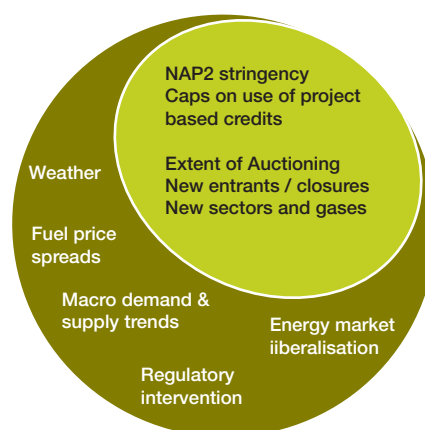 NAP2 stringency
Caps on use of project
based credits
Extent of Auctioning
New entrants / closures
New sectors and gases
Weather
Fuel price
spreads
Macro demand &
supply trends
Energy market
iiberalisation
Regulatory
intervention